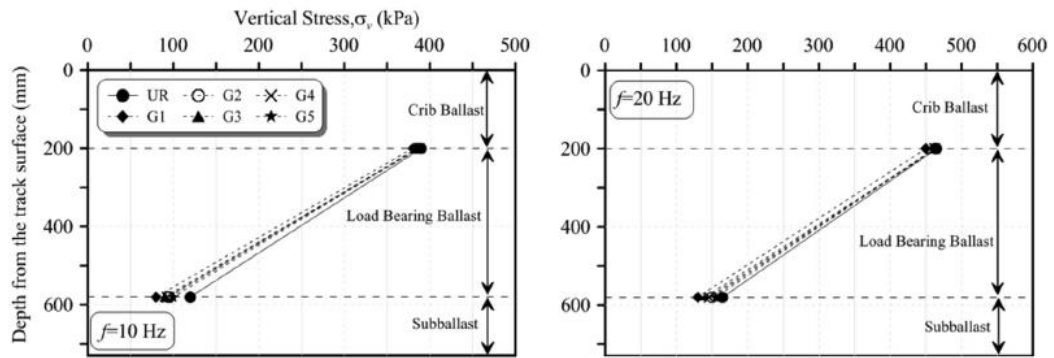 Vertical Stress,σv (kPa)
0 100 200 300 400 500
0 100 200 300 400 500 600
Depth from the track surface (mm)
0
200
400
600
UR G2 G4
G1 G3 G5
Crib Ballast
Load Bearing Ballast
Subballast
f=10 Hz
0
200
400
600
f=20 Hz
Crib Ballast
Load Bearing Ballast
Subballast